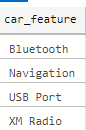 car_feature
Bluetooth
Navigation
USB Port
XM Radio